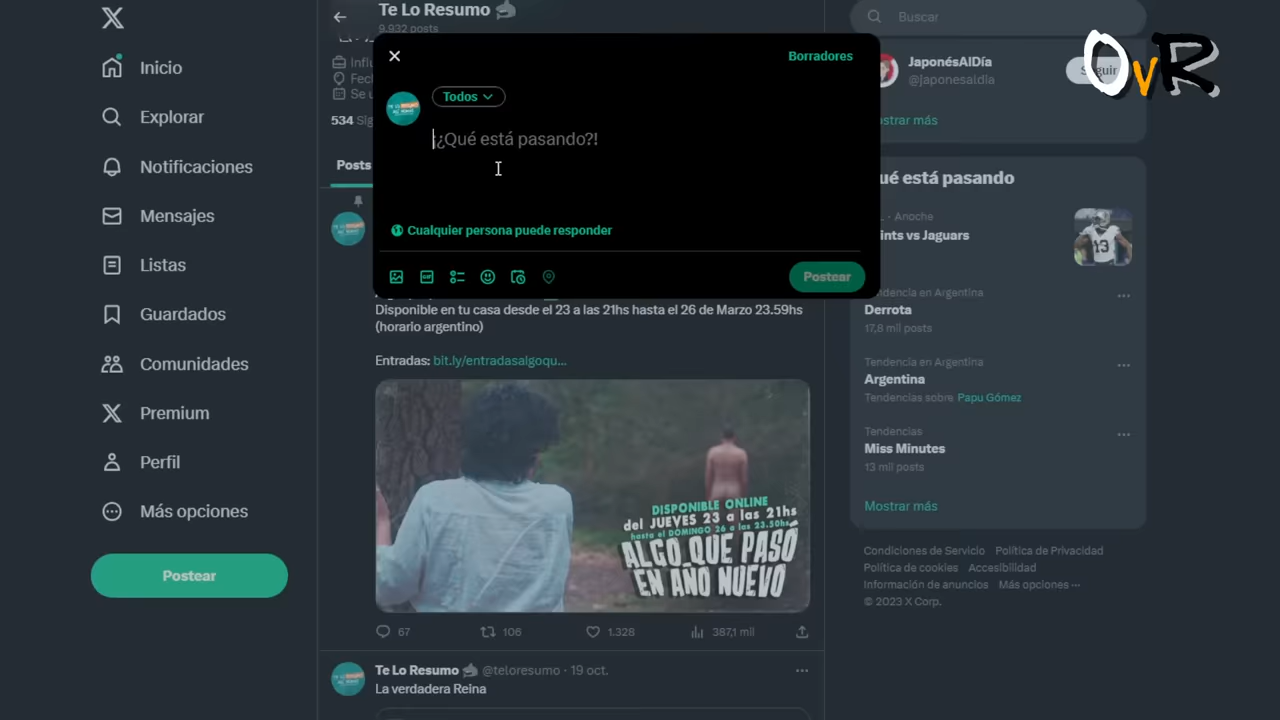 Inicio
Explorar
Notificaciones
Mensajes
Listas
Guardados
Comunidades
Premium
Perfil
Más opciones
Postear
Te Lo Resumo
9.932 posts
534
Posts
Borradores
Todos
¡¿Qué está pasando?!
Cualquier persona puede responder
GIF
Postear
Disponible en tu casa desde el 23 a las 21hs hasta el 26 de Marzo 23.59hs
(horario argentino)
Entradas: bit.ly/entradasalgoqu...
DISPONIBLE ONLINE
del JUEVES 23 a las 21hs
hasta el DOMINGO 26 a las 23.50hs
ALGO QUE PASÓ
EN AÑO NUEVO
67
106
1.328
387,1 mil
Te Lo Resumo @teloresumo · 19 oct.
La verdadera Reina
Buscar
OvR
JaponésAlDía
@japonesaldia
Seguir
ostrar más
ué está pasando
· Anoche
ints vs Jaguars
endencia en Argentina
Derrota
17,8 mil posts
Tendencia en Argentina
Argentina
Tendencias sobre Papu Gómez
Tendencias
Miss Minutes
13 mil posts
Mostrar más
Condiciones de Servicio Política de Privacidad
Política de cookies Accesibilidad
Información de anuncios Más opciones ···
© 2023 X Corp.